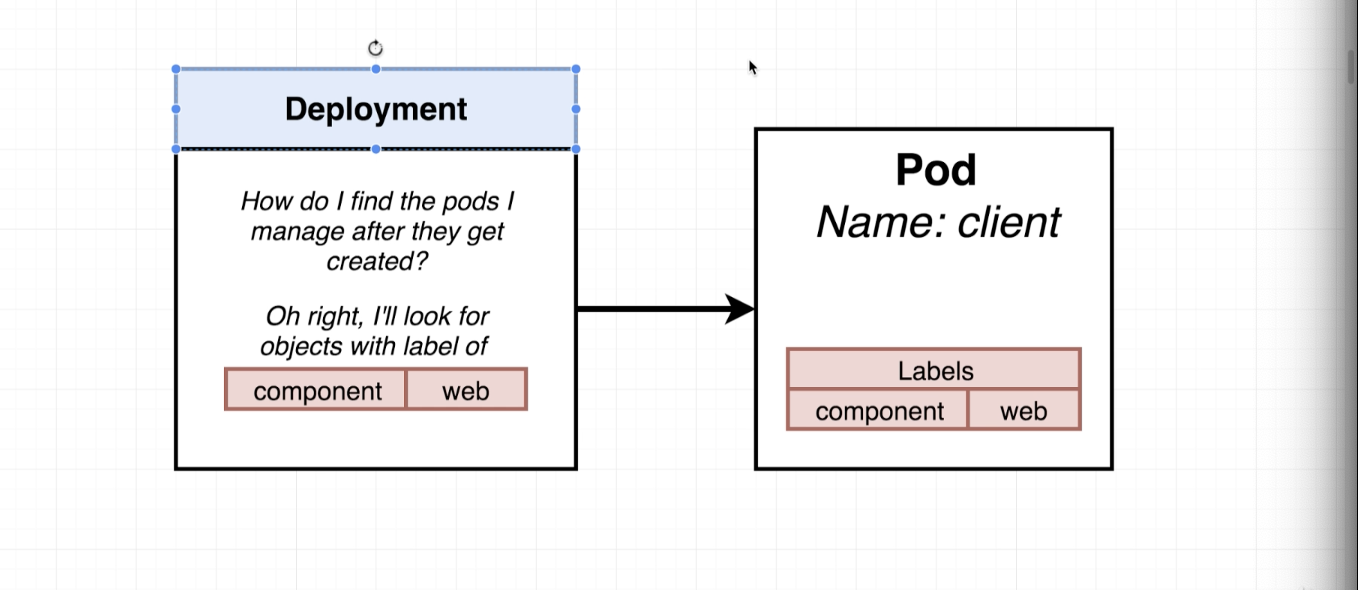 Deployment
How do I find the pods I
manage after they get
created?
Oh right, I'll look for
objects with label of
component web
Pod
Name: client
Labels
component web